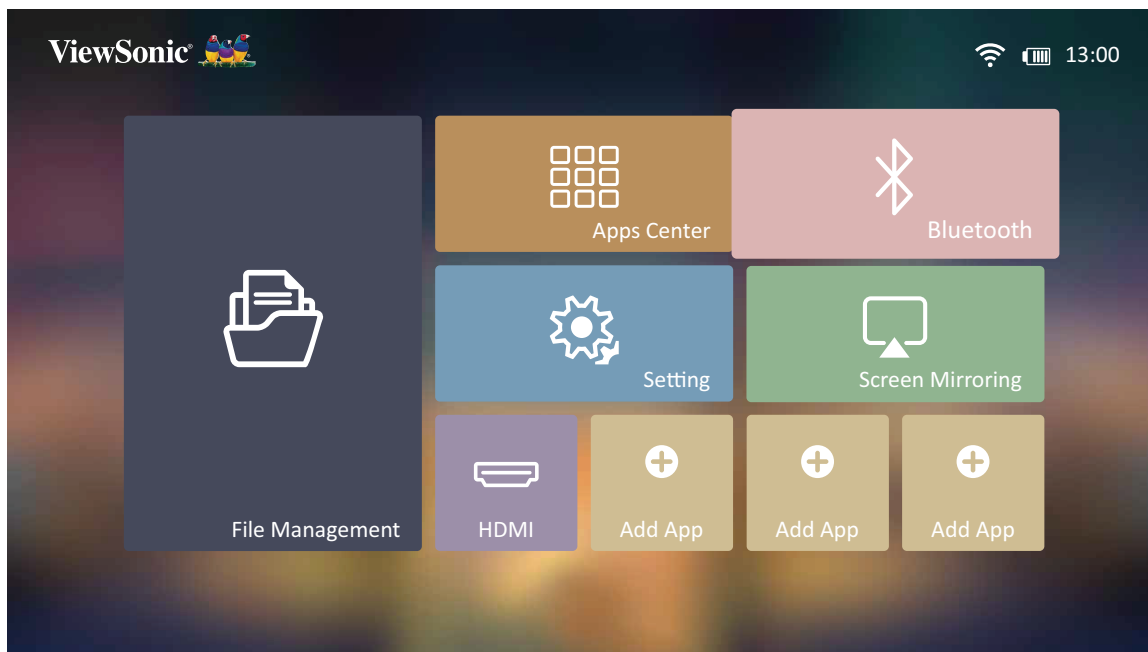 ViewSonic®
13:00
Apps Center
Bluetooth
Setting
Screen Mirroring
File Management
HDMI
Add App
Add App
Add App